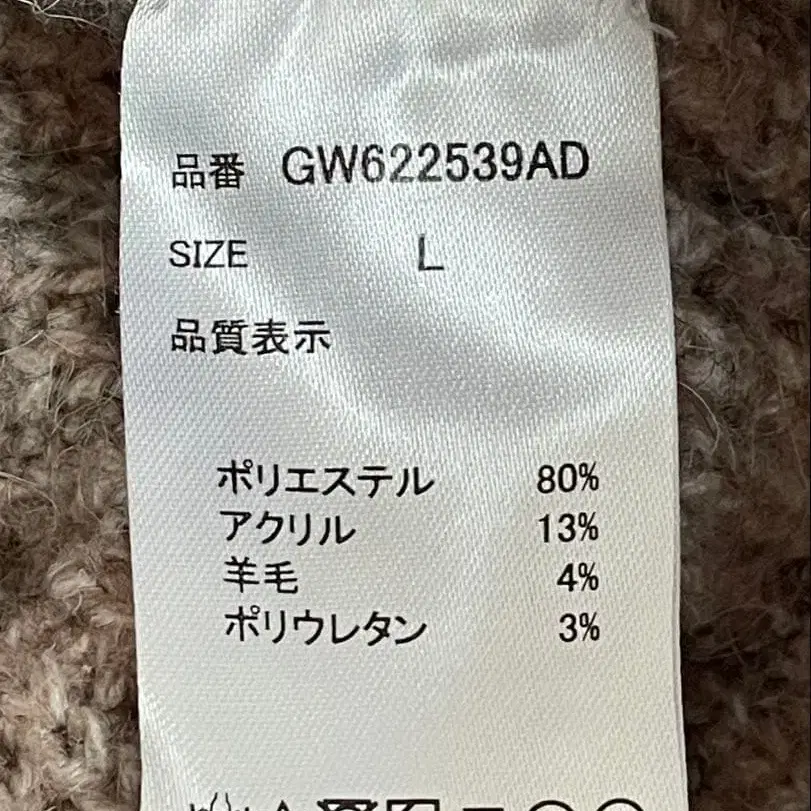 品番 GW622539AD
SIZE L
品質表示
ポリエステル 80%
アクリル 13%
羊毛 4%
ポリウレタン 3%